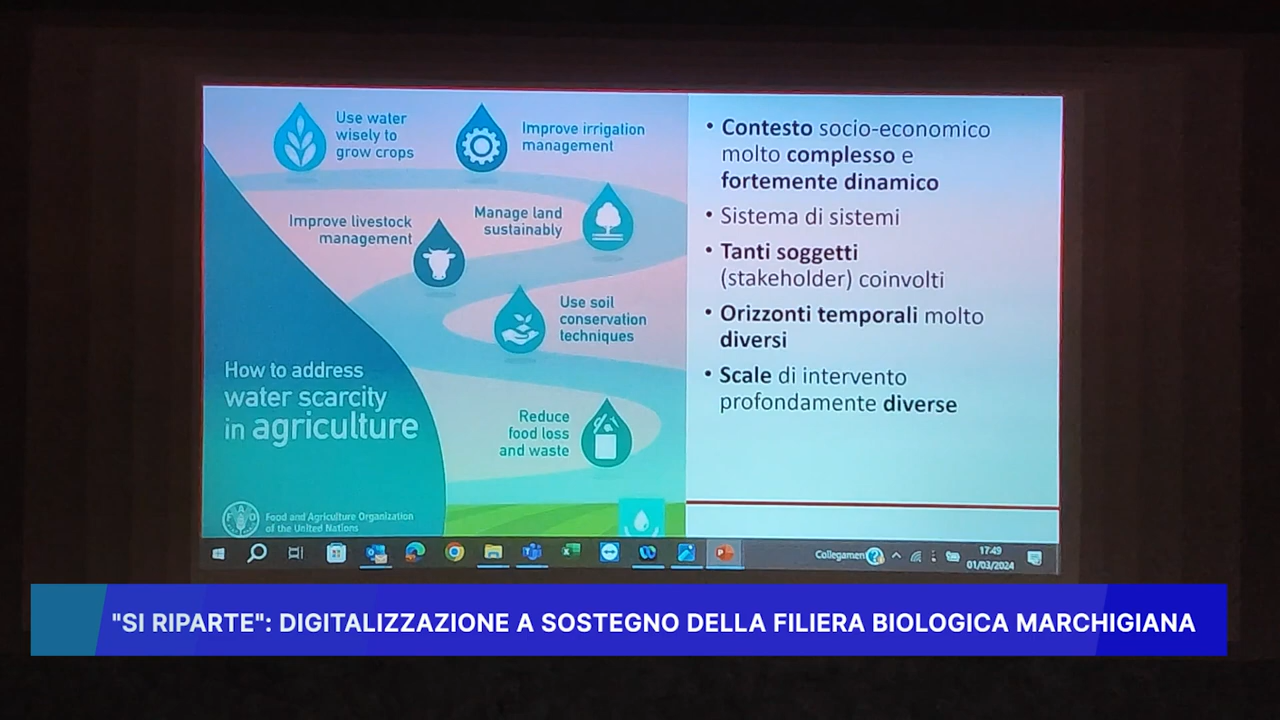 Use water
wisely to
grow crops
Improve irrigation
management
Improve livestock
management
Manage land
sustainably
Use soil
conservation
techniques
How to address
water scarcity
in agriculture
Reduce
food loss
and waste
FAO
Food and Agriculture Organization
of the United Nations
• Contesto socio-economico
molto complesso e
fortemente dinamico
• Sistema di sistemi
• Tanti soggetti
(stakeholder) coinvolti
• Orizzonti temporali molto
diversi
• Scale di intervento
profondamente diverse
Collegamen
17:49
01/03/2024
"SI RIPARTE": DIGITALIZZAZIONE A SOSTEGNO DELLA FILIERA BIOLOGICA MARCHIGIANA